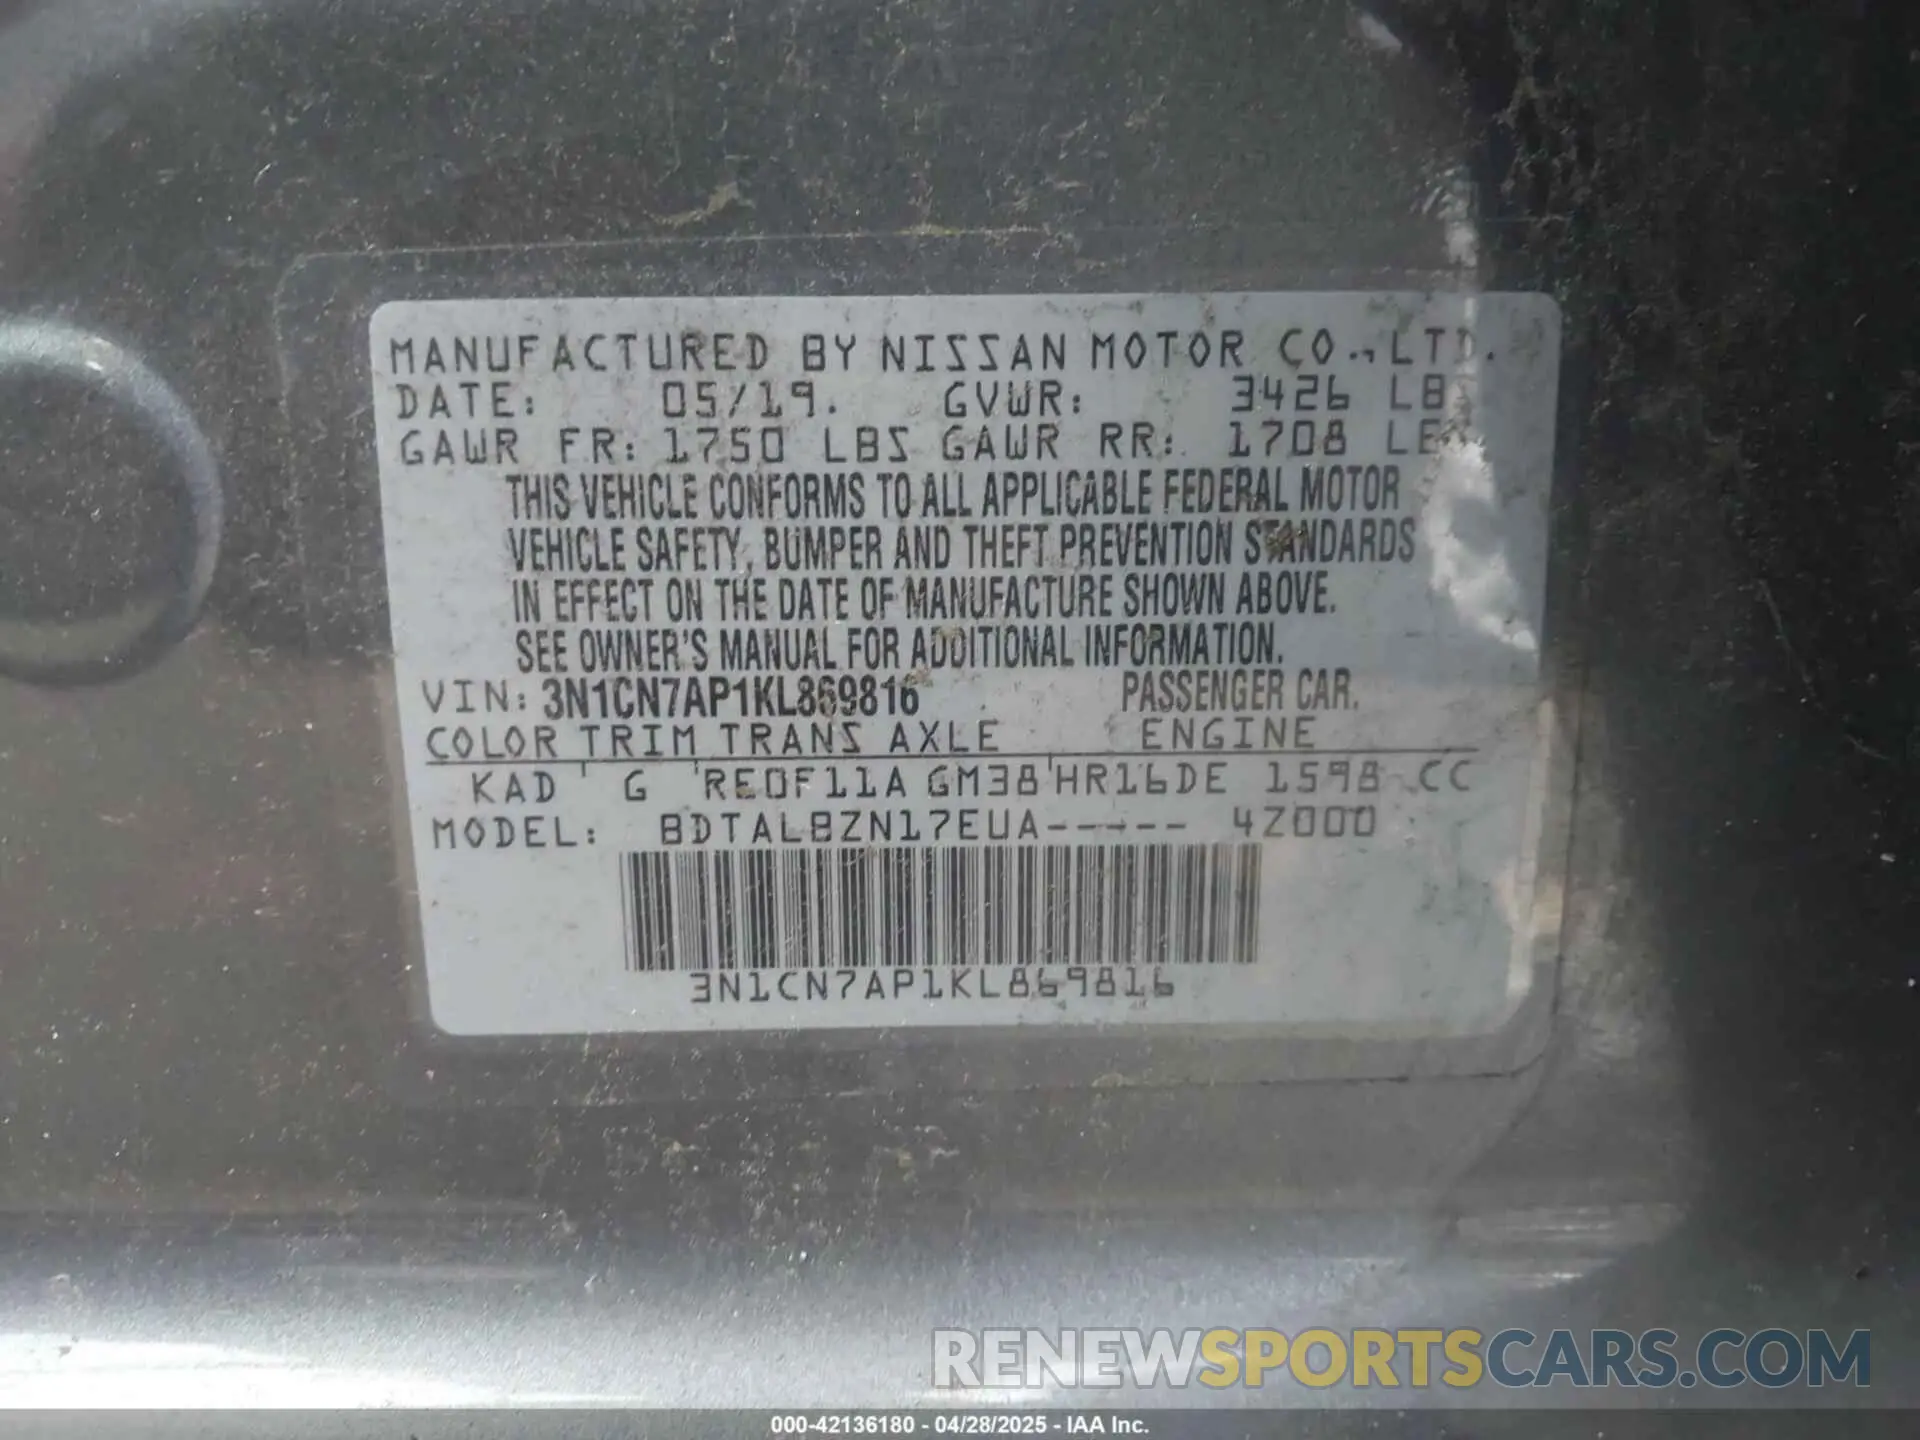 MANUFACTURED BY NISSAN MOTOR CO., LTD.
DATE: 05/19. GVWR: 3426 LB
GAWR FR: 1750 LBS GAWR RR: 1708 LB
THIS VEHICLE CONFORMS TO ALL APPLICABLE FEDERAL MOTOR
VEHICLE SAFETY, BUMPER AND THEFT PREVENTION STANDARDS
IN EFFECT ON THE DATE OF MANUFACTURE SHOWN ABOVE.
SEE OWNER'S MANUAL FOR ADDITIONAL INFORMATION.
VIN: 3N1CN7AP1KL869816 PASSENGER CAR.
COLOR TRIM TRANS AXLE ENGINE
KAD G RE0F11A GM38 HR16DE 1598 CC
MODEL: BDTALBZN17EUA----- 4Z000
3N1CN7AP1KL869816
RENEWSPORTSCARS.COM
000-42136180 - 04/28/2025 - IAA Inc.